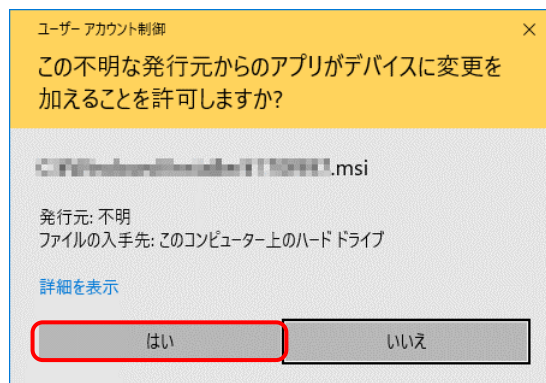 ユーザー アカウント制御
この不明な発行元からのアプリがデバイスに変更を
加えることを許可しますか?
.msi
発行元: 不明
ファイルの入手先: このコンピューター上のハード ドライブ
詳細を表示
はい
いいえ